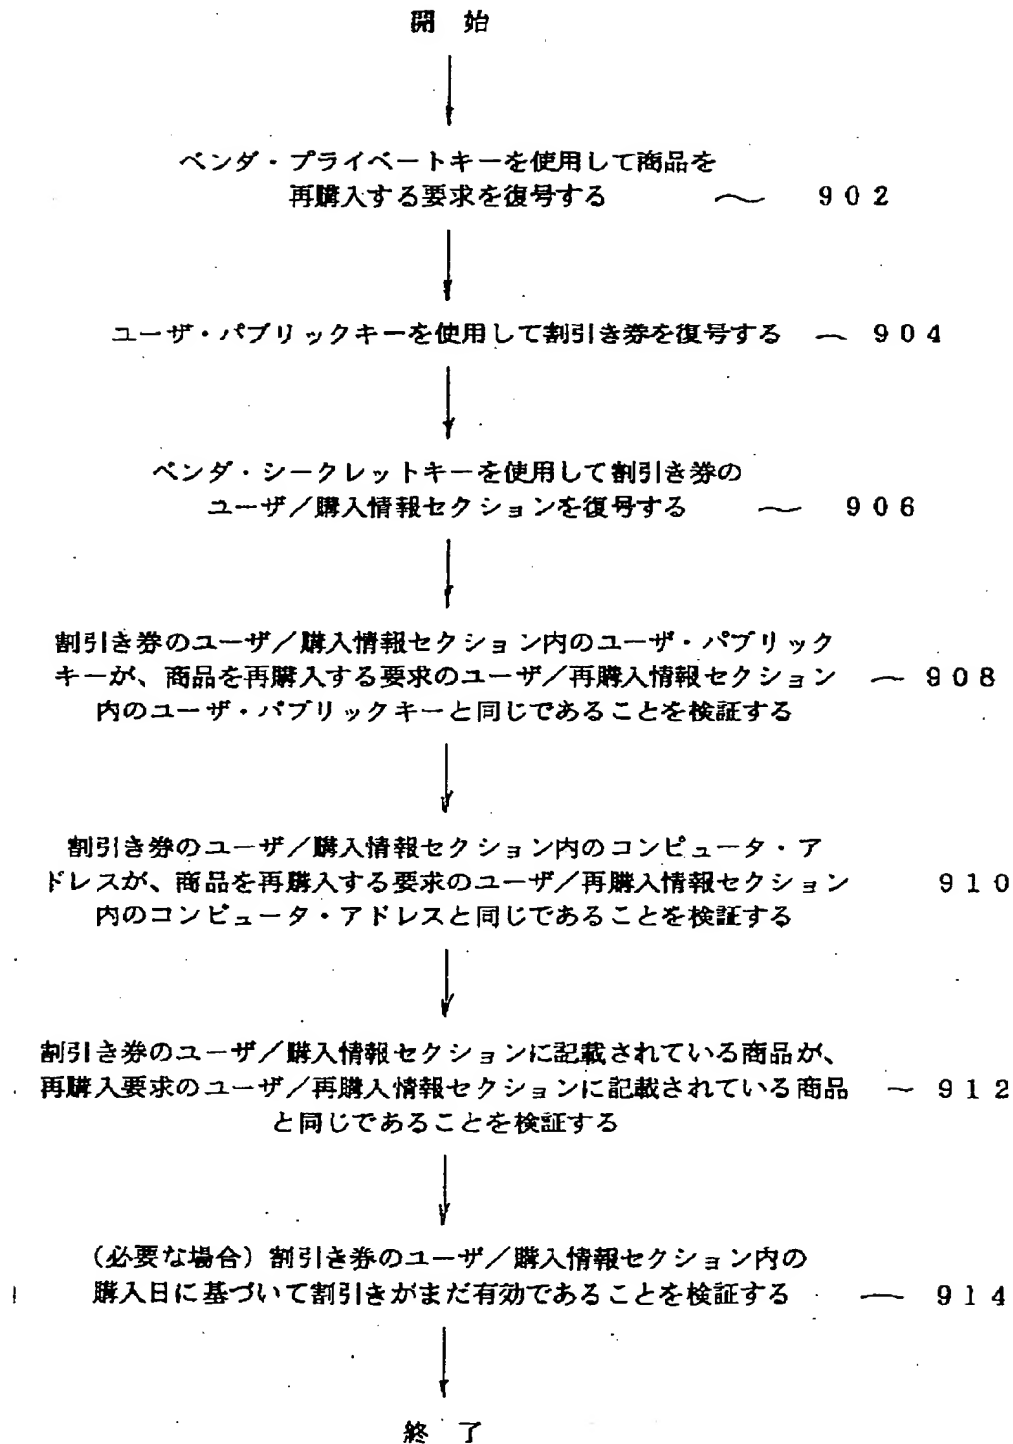 開 始
ベンダ・プライベートキーを使用して商品を
再購入する要求を復号する ～ 902
ユーザ・パブリックキーを使用して割引き券を復号する ～ 904
ベンダ・シークレットキーを使用して割引き券の
ユーザ／購入情報セクションを復号する ～ 906
割引き券のユーザ／購入情報セクション内のユーザ・パブリック
キーが、商品を再購入する要求のユーザ／再購入情報セクション ～ 908
内のユーザ・パブリックキーと同じであることを検証する
割引き券のユーザ／購入情報セクション内のコンピュータ・ア
ドレスが、商品を再購入する要求のユーザ／再購入情報セクション 910
内のコンピュータ・アドレスと同じであることを検証する
割引き券のユーザ／購入情報セクションに記載されている商品が、
再購入要求のユーザ／再購入情報セクションに記載されている商品 ～ 912
と同じであることを検証する
（必要な場合）割引き券のユーザ／購入情報セクション内の
購入日に基づいて割引きがまだ有効であることを検証する ～ 914
終 了